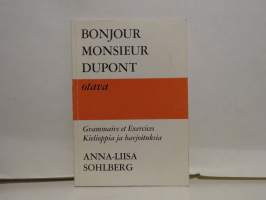 BONJOUR
MONSIEUR
DUPONT
otava
Grammaire et Exercices
Kielioppia ja harjoituksia
ANNA-LIISA
SOHLBERG